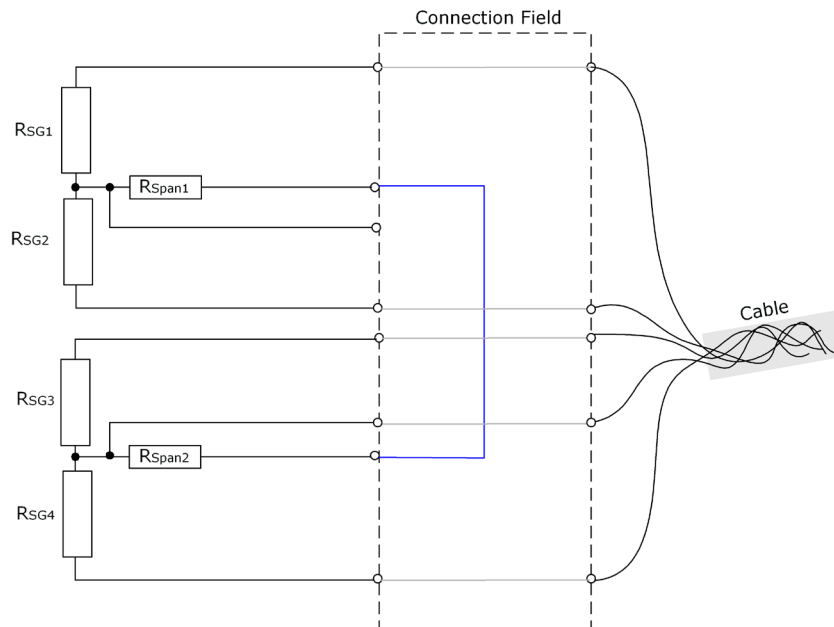 Connection Field
RSG1
RSpan1
RSG2
Cable
RSG3
RSpan2
RSG4